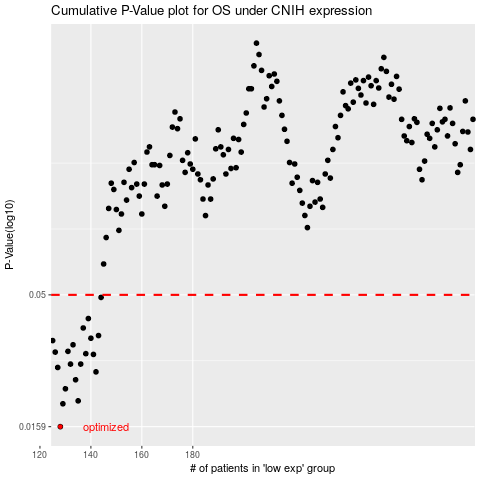 Cumulative P-Value plot for OS under CNIH expression
P-Value(log10)
0.05
0.0159
optimized
120 140 160 180
# of patients in 'low exp' group